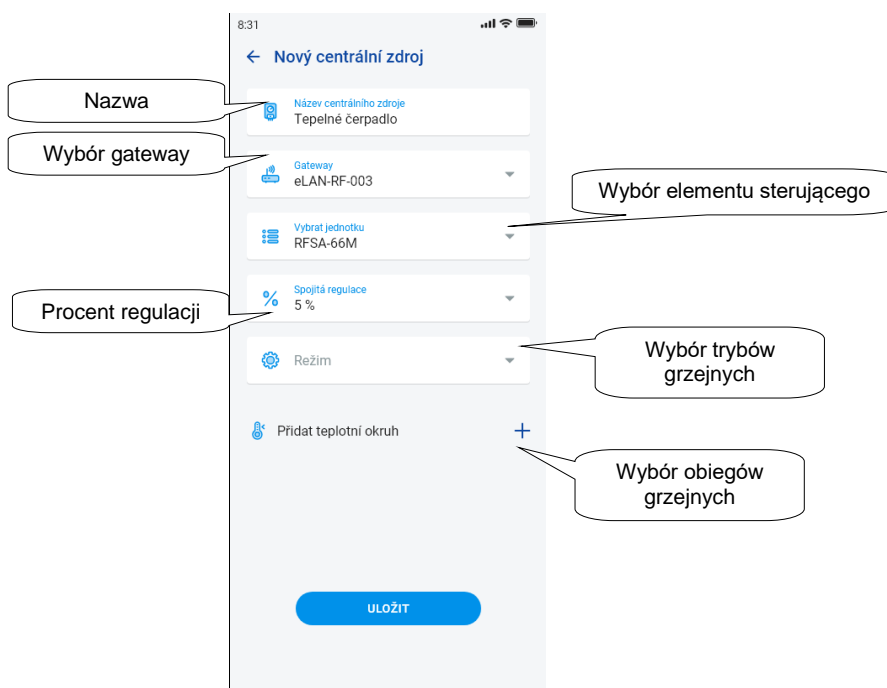 8:31
Nový centrální zdroj
Nazwa
Název centrálního zdroje
Tepelné čerpadlo
Wybór gateway
Gateway
eLAN-RF-003
Wybór elementu sterującego
Vybrat jednotku
RFSA-66M
Procent regulacji
%
Spojitá regulace
5 %
Wybór trybów
grzejnych
Režim
Přidat teplotní okruh
Wybór obiegów
grzejnych
ULOŽIT